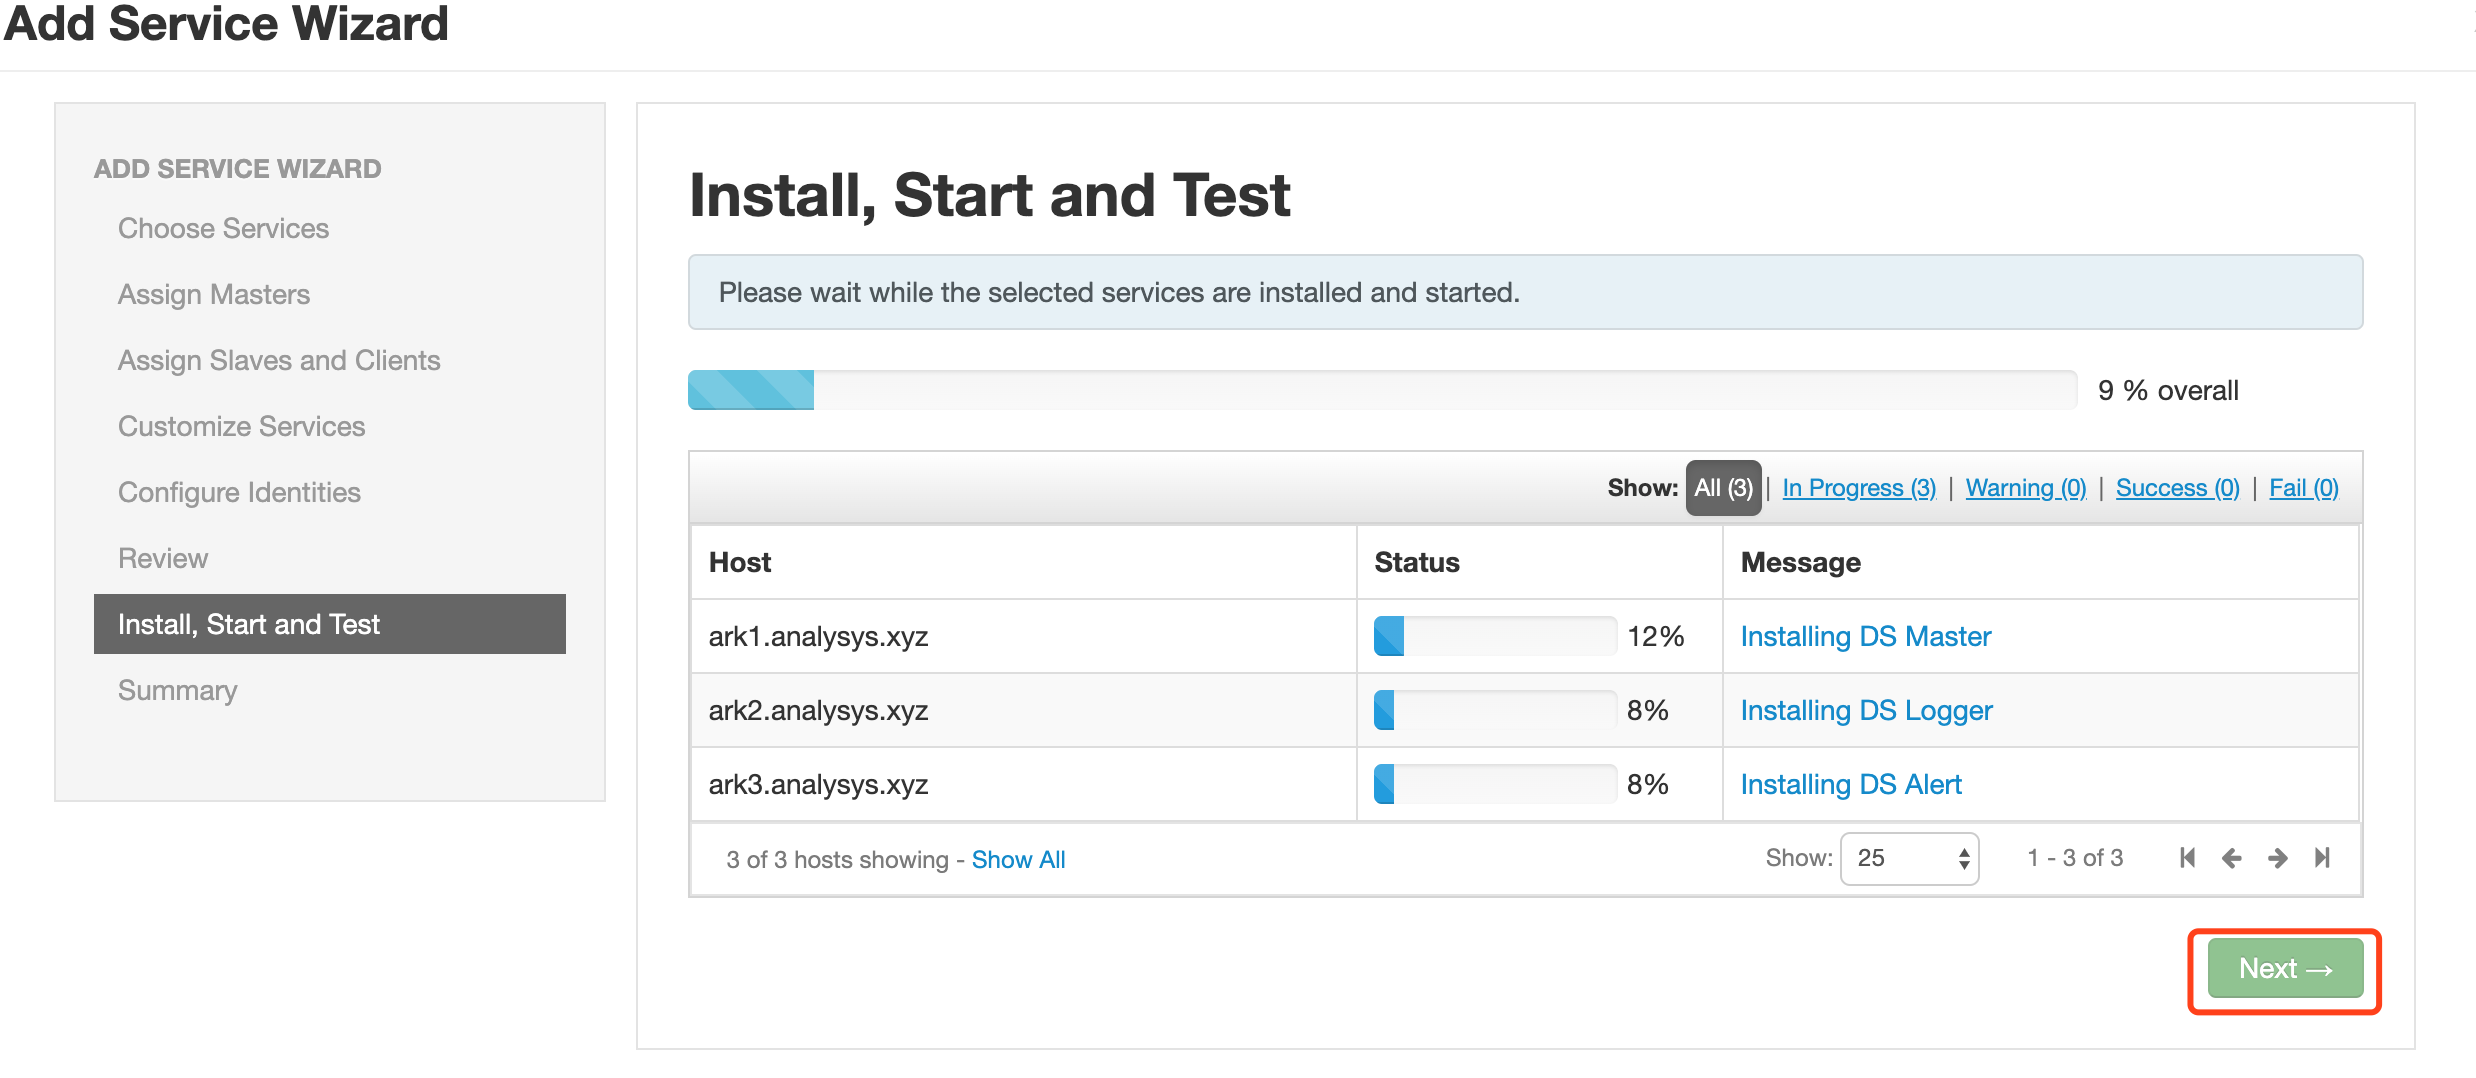 Add Service Wizard
ADD SERVICE WIZARD
Choose Services
Assign Masters
Assign Slaves and Clients
Customize Services
Configure Identities
Review
Install, Start and Test
Summary
Install, Start and Test
Please wait while the selected services are installed and started.
9 % overall
Show: All (3) | In Progress (3) | Warning (0) | Success (0) | Fail (0)
Host Status Message
ark1.analysys.xyz 12% Installing DS Master
ark2.analysys.xyz 8% Installing DS Logger
ark3.analysys.xyz 8% Installing DS Alert
3 of 3 hosts showing - Show All Show: 25 1 - 3 of 3
Next →